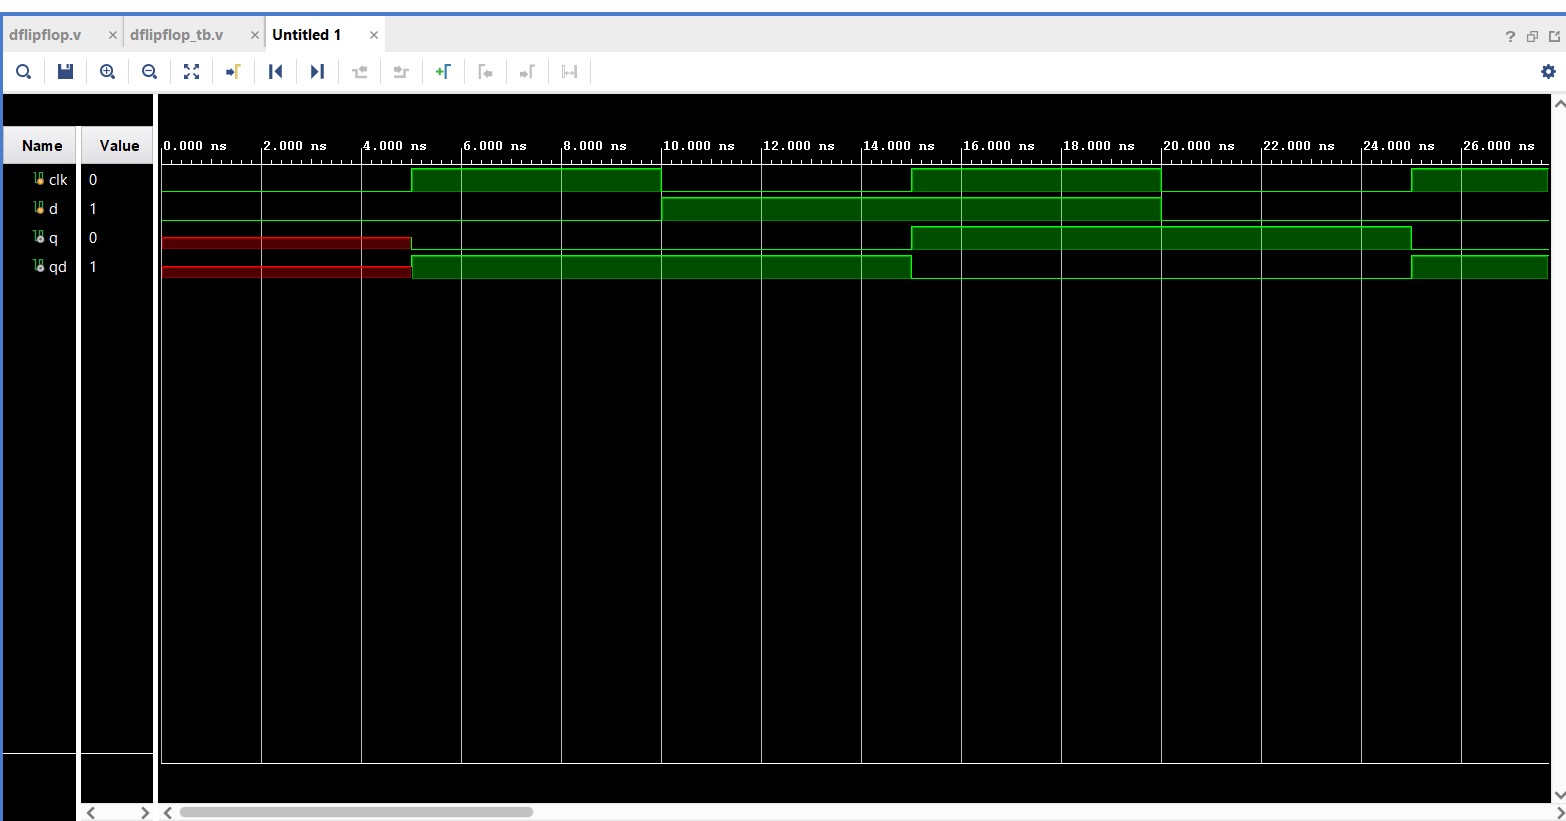 dflipflop.v × dflipflop_tb.v × Untitled 1 × ?
Name Value 0.000 ns 2.000 ns 4.000 ns 6.000 ns 8.000 ns 10.000 ns 12.000 ns 14.000 ns 16.000 ns 18.000 ns 20.000 ns 22.000 ns 24.000 ns 26.000 ns
clk 0
d 1
q 0
qd 1